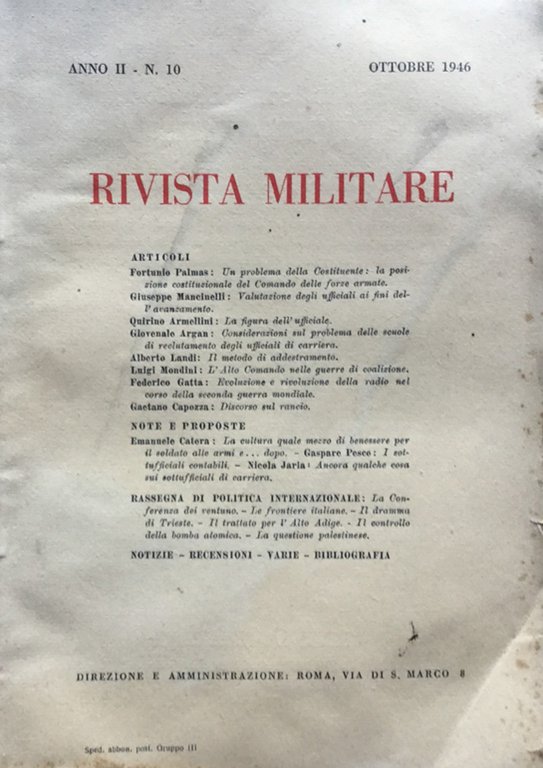 ANNO II - N. 10 OTTOBRE 1946
RIVISTA MILITARE
ARTICOLI
Fortunio Palmas: Un problema della Costituente: la posi-
zione costituzionale del Comando delle forze armate.
Giuseppe Mancinelli: Valutazione degli ufficiali ai fini del-
l'avanzamento.
Quirino Armellini: La figura dell'ufficiale.
Giovenale Argan: Considerazioni sul problema delle scuole
di reclutamento degli ufficiali di carriera.
Alberto Landi: Il metodo di addestramento.
Luigi Mondini: L'Alto Comando nelle guerre di coalizione.
Federico Gatta: Evoluzione e rivoluzione della radio nel
corso della seconda guerra mondiale.
Gaetano Capozza: Discorso sul rancio.
NOTE E PROPOSTE
Emanuele Catera: La cultura quale mezzo di benessere per
il soldato alle armi e... dopo. - Gaspare Pesce: I sot-
tufficiali contabili. - Nicola Jaria: Ancora qualche cosa
sui sottufficiali di carriera.
RASSEGNA DI POLITICA INTERNAZIONALE: La Con-
ferenza dei ventuno. - Le frontiere italiane. - Il dramma
di Trieste. - Il trattato per l'Alto Adige. - Il controllo
della bomba atomica. - La questione palestinese.
NOTIZIE - RECENSIONI - VARIE - BIBLIOGRAFIA
DIREZIONE E AMMINISTRAZIONE: ROMA, VIA DI S. MARCO 8
Sped. abbon. post. Gruppo III